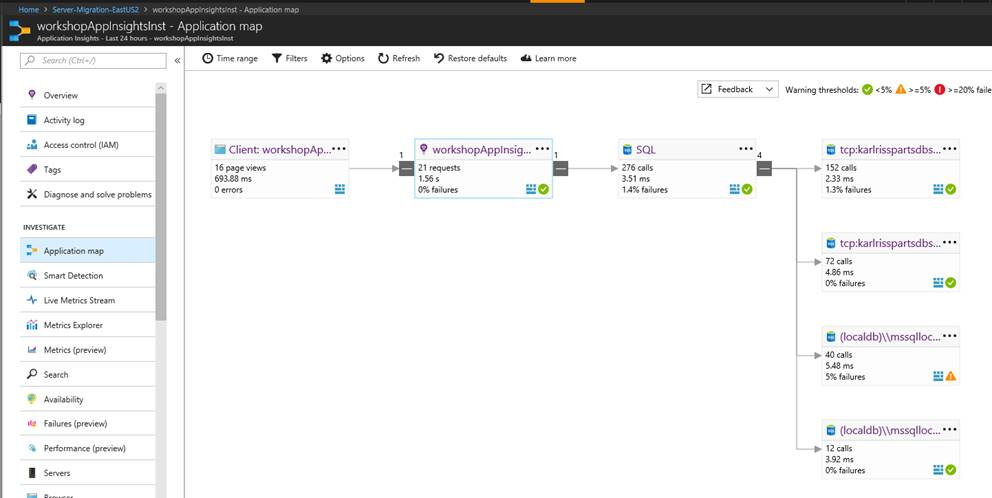 Home > Server-Migration-EastUS2 > workshopAppInsightsInst - Application map
workshopAppInsightsInst - Application map
Application Insights - Last 24 hours - workshopAppInsightsInst
Search (Ctrl+/)
«
Time range
Filters
Options
Refresh
Restore defaults
Learn more
Overview
Activity log
Access control (IAM)
Tags
Diagnose and solve problems
INVESTIGATE
Application map
Smart Detection
Live Metrics Stream
Metrics Explorer
Metrics (preview)
Search
Availability
Failures (preview)
Performance (preview)
Servers
Browser
Feedback
Warning thresholds: <5% >=5% >=20% faile
Client: workshopAp... •••
16 page views
693.88 ms
0 errors
1
workshopAppInsig... •••
21 requests
1.56 s
0% failures
1
SQL •••
276 calls
3.51 ms
1.4% failures
4
tcp:karlrisspartsdbs... •••
152 calls
2.33 ms
1.3% failures
tcp:karlrisspartsdbs... •••
72 calls
4.86 ms
0% failures
(localdb)\\mssqlloc... •••
40 calls
5.48 ms
5% failures
(localdb)\\mssqlloc... •••
12 calls
3.92 ms
0% failures